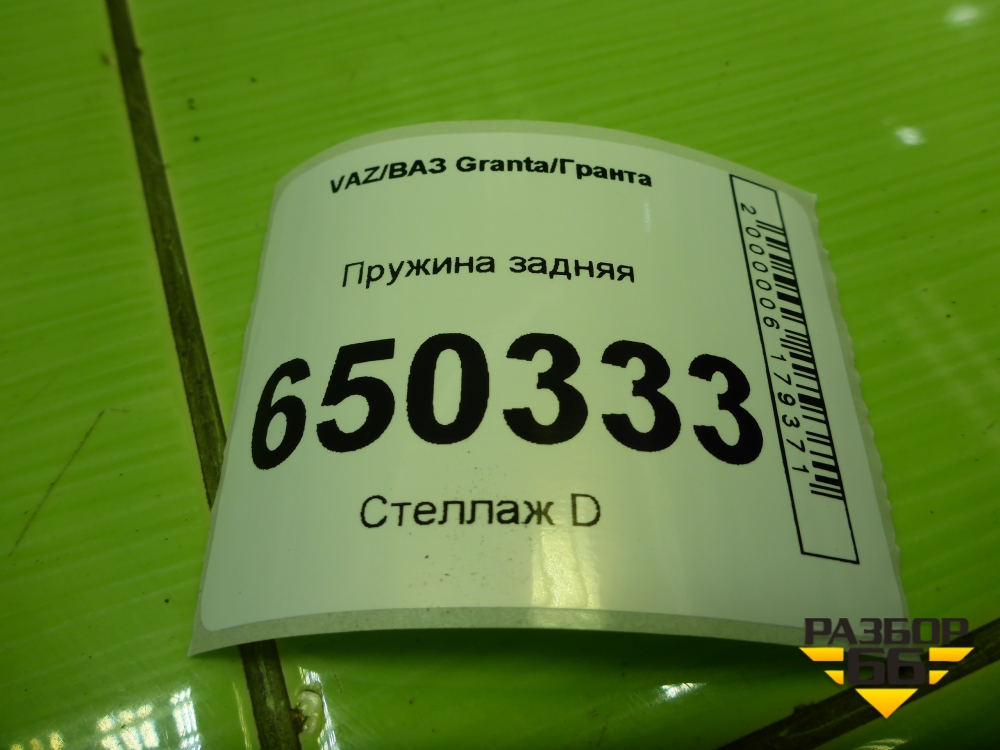 VAZ/ВАЗ Granta/Гранта
Пружина задняя
650333
Стеллаж D
2000006179371
РАЗБОР
66